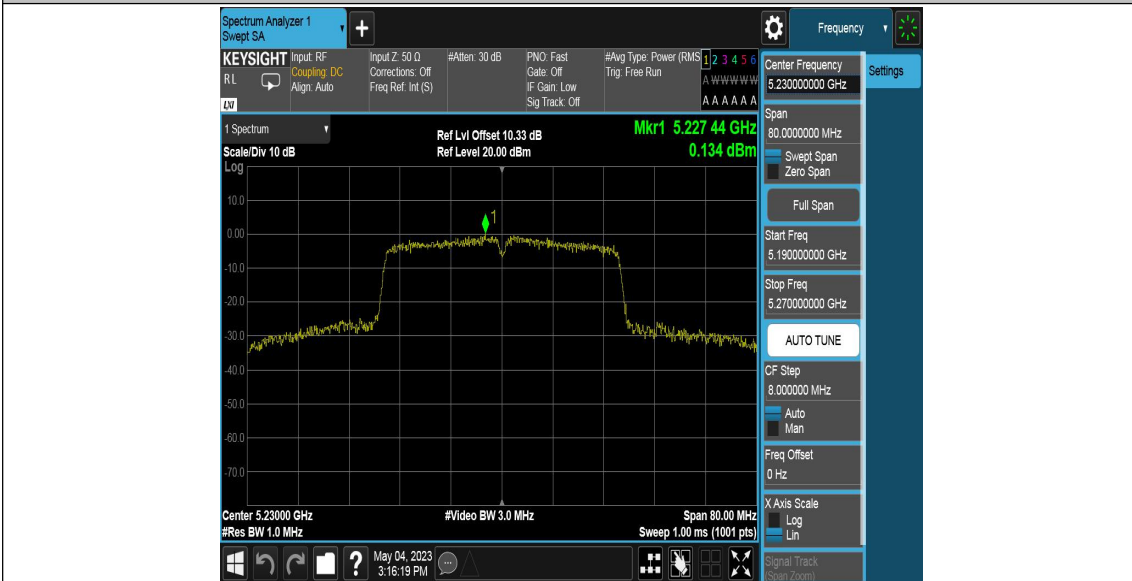 Spectrum Analyzer 1
Swept SA
+
Frequency
KEYSIGHT
R L
LXI
Input: RF
Coupling: DC
Align: Auto
Input Z: 50 Ω
Corrections: Off
Freq Ref: Int (S)
#Atten: 30 dB
PNO: Fast
Gate: Off
IF Gain: Low
Sig Track: Off
#Avg Type: Power (RMS
Trig: Free Run
1 2 3 4 5 6
A W W W W W
A A A A A A
1 Spectrum
Scale/Div 10 dB
Log
Ref Lvl Offset 10.33 dB
Ref Level 20.00 dBm
Mkr1 5.227 44 GHz
0.134 dBm
1
10.0
0.00
-10.0
-20.0
-30.0
-40.0
-50.0
-60.0
-70.0
Center 5.23000 GHz
#Res BW 1.0 MHz
#Video BW 3.0 MHz
Span 80.00 MHz
Sweep 1.00 ms (1001 pts)
Center Frequency
5.230000000 GHz
Settings
Span
80.0000000 MHz
Swept Span
Zero Span
Full Span
Start Freq
5.190000000 GHz
Stop Freq
5.270000000 GHz
AUTO TUNE
CF Step
8.000000 MHz
Auto
Man
Freq Offset
0 Hz
X Axis Scale
Log
Lin
Signal Track
(Span Zoom)
?
May 04, 2023
3:16:19 PM